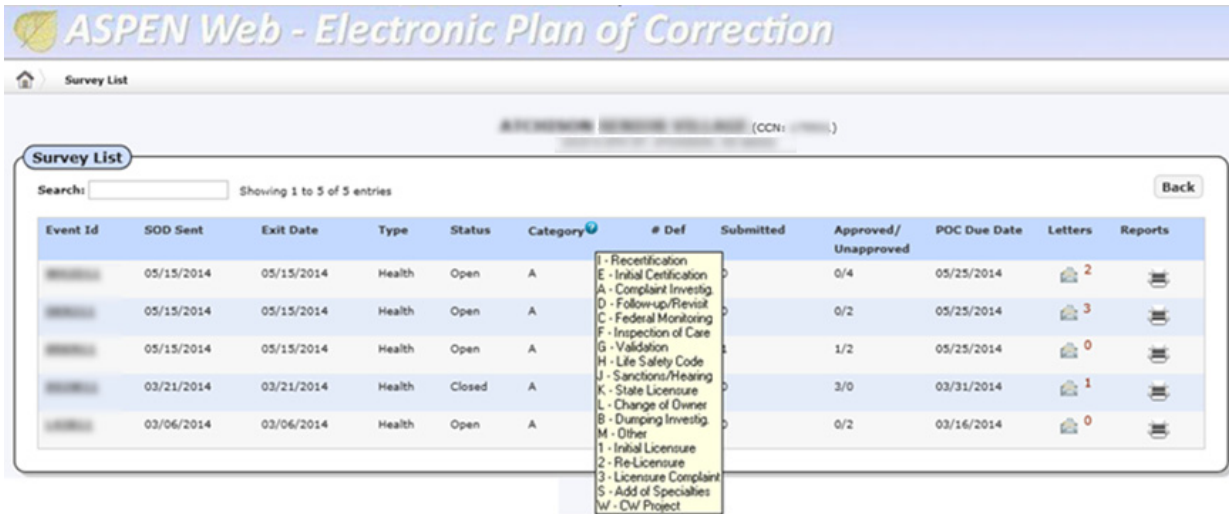 ASPEN Web - Electronic Plan of Correction
Survey List
(CCN: .)
Survey List
Search: Showing 1 to 5 of 5 entries Back
Event Id SOD Sent Exit Date Type Status Category # Def Submitted Approved/ Unapproved POC Due Date Letters Reports
05/15/2014 05/15/2014 Health Open A 0/4 05/25/2014 2
05/15/2014 05/15/2014 Health Open A 0/2 05/25/2014 3
05/15/2014 05/15/2014 Health Open A 1/2 05/25/2014 0
03/21/2014 03/21/2014 Health Closed A 3/0 03/31/2014 1
03/06/2014 03/06/2014 Health Open A 0/2 03/16/2014 0
I - Recertification
E - Initial Certification
A - Complaint Investig.
D - Follow-up/Revisit
C - Federal Monitoring
F - Inspection of Care
G - Validation
H - Life Safety Code
J - Sanctions/Hearing
K - State Licensure
L - Change of Owner
B - Dumping Investig.
M - Other
1 - Initial Licensure
2 - Re-Licensure
3 - Licensure Complaint
S - Add of Specialties
W - CW Project